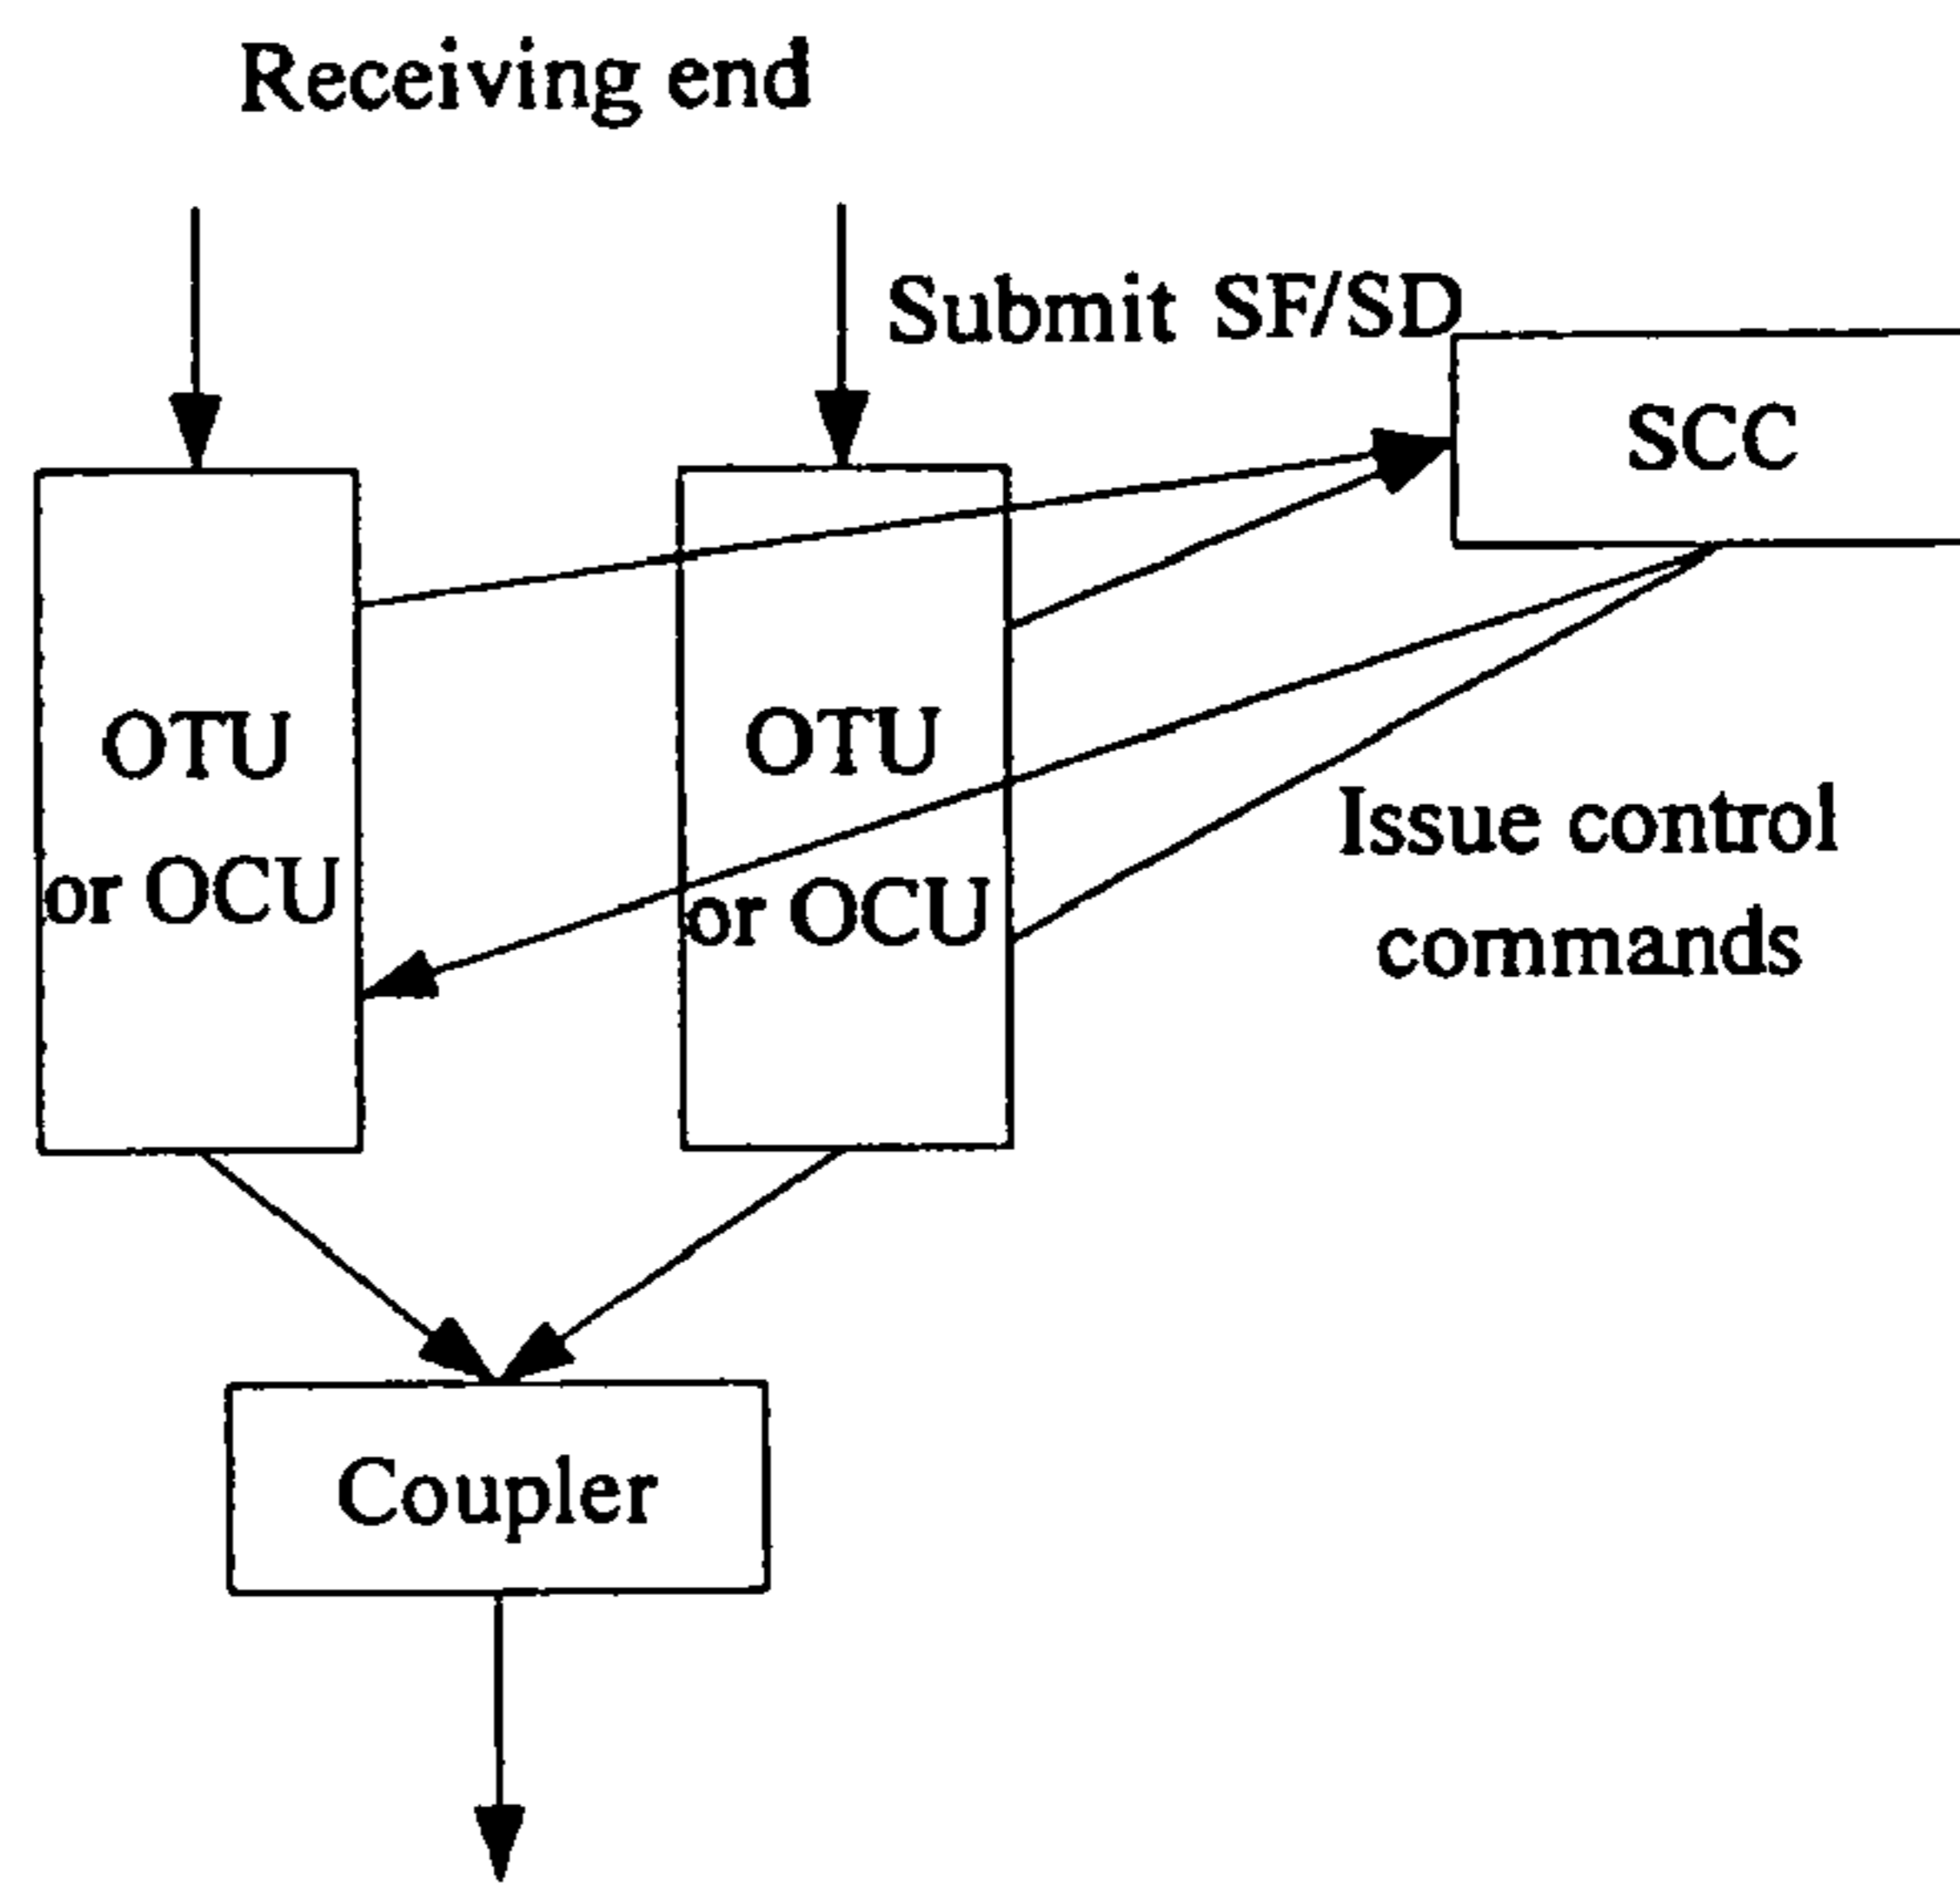 Receiving end
Submit SF/SD
SCC
OTU
or OCU
OTU
or OCU
Issue control
commands
Coupler